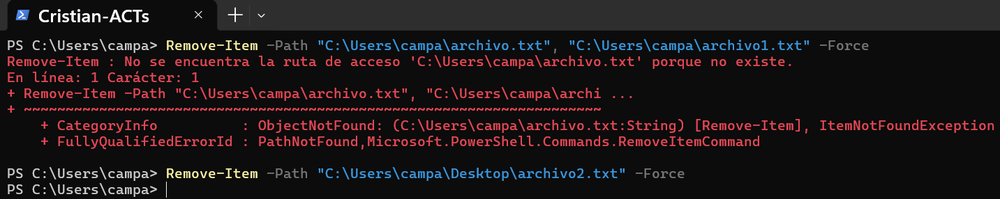 Cristian-ACTs
PS C:\Users\campa> Remove-Item -Path "C:\Users\campa\archivo.txt", "C:\Users\campa\archivo1.txt" -Force
Remove-Item : No se encuentra la ruta de acceso 'C:\Users\campa\archivo.txt' porque no existe.
En línea: 1 Carácter: 1
+ Remove-Item -Path "C:\Users\campa\archivo.txt", "C:\Users\campa\archi ...
+ ~~~~~~~~~~~~~~~~~~~~~~~~~~~~~~~~~~~~~~~~~~~~~~~~~~~~~~~~~~~~~~~~~~~~~
    + CategoryInfo          : ObjectNotFound: (C:\Users\campa\archivo.txt:String) [Remove-Item], ItemNotFoundException
    + FullyQualifiedErrorId : PathNotFound,Microsoft.PowerShell.Commands.RemoveItemCommand
PS C:\Users\campa> Remove-Item -Path "C:\Users\campa\Desktop\archivo2.txt" -Force
PS C:\Users\campa>